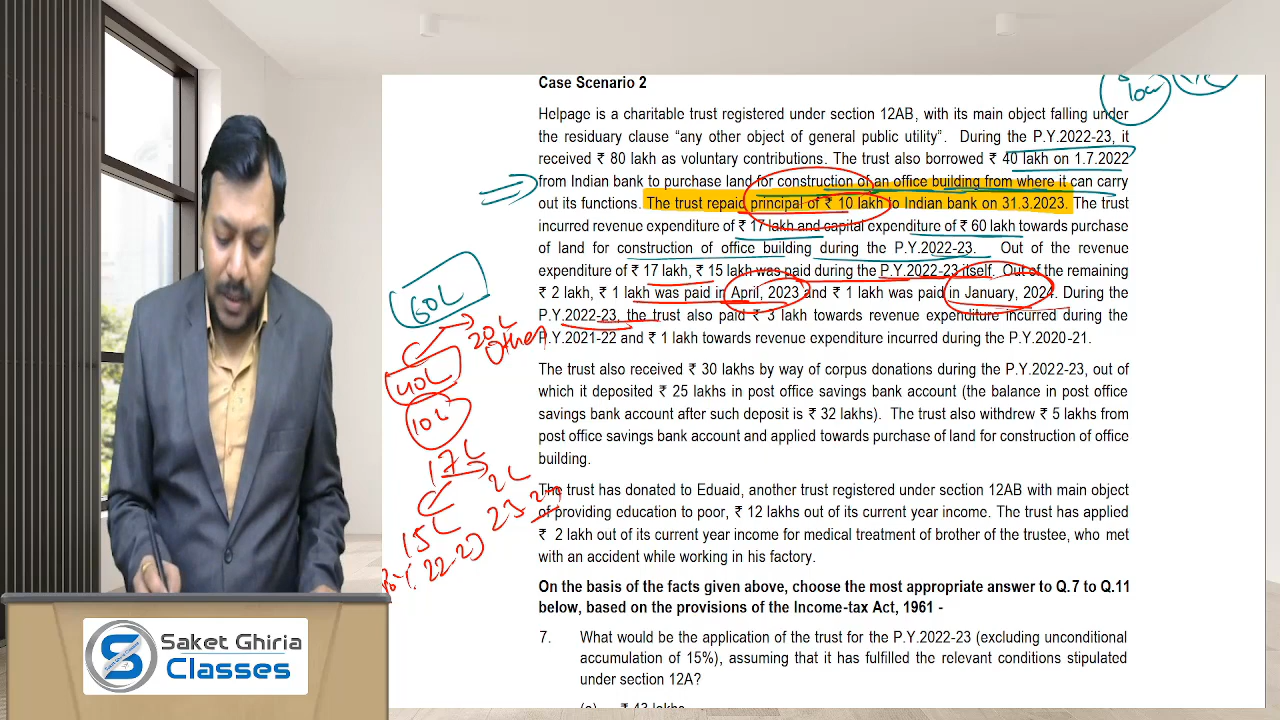 Case Scenario 2
Helpage is a charitable trust registered under section 12AB, with its main object falling under
the residuary clause “any other object of general public utility”. During the P.Y.2022-23, it
received ₹ 80 lakh as voluntary contributions. The trust also borrowed ₹ 40 lakh on 1.7.2022
from Indian bank to purchase land for construction of an office building from where it can carry
out its functions. The trust repaid principal of ₹ 10 lakh to Indian bank on 31.3.2023. The trust
incurred revenue expenditure of ₹ 17 lakh and capital expenditure of ₹ 60 lakh towards purchase
of land for construction of office building during the P.Y.2022-23. Out of the revenue
expenditure of ₹ 17 lakh, ₹ 15 lakh was paid during the P.Y.2022-23 itself. Out of the remaining
₹ 2 lakh, ₹ 1 lakh was paid in April, 2023 and ₹ 1 lakh was paid in January, 2024. During the
P.Y.2022-23, the trust also paid ₹ 3 lakh towards revenue expenditure incurred during the
P.Y.2021-22 and ₹ 1 lakh towards revenue expenditure incurred during the P.Y.2020-21.
The trust also received ₹ 30 lakhs by way of corpus donations during the P.Y.2022-23, out of
which it deposited ₹ 25 lakhs in post office savings bank account (the balance in post office
savings bank account after such deposit is ₹ 32 lakhs). The trust also withdrew ₹ 5 lakhs from
post office savings bank account and applied towards purchase of land for construction of office
building.
The trust has donated to Eduaid, another trust registered under section 12AB with main object
of providing education to poor, ₹ 12 lakhs out of its current year income. The trust has applied
₹ 2 lakh out of its current year income for medical treatment of brother of the trustee, who met
with an accident while working in his factory.
On the basis of the facts given above, choose the most appropriate answer to Q.7 to Q.11
below, based on the provisions of the Income-tax Act, 1961 -
7. What would be the application of the trust for the P.Y.2022-23 (excluding unconditional
accumulation of 15%), assuming that it has fulfilled the relevant conditions stipulated
under section 12A?
60L
20L
Other
40L
10L
17L
2L
15L
P.Y. 22-23
Saket Ghiria
Classes